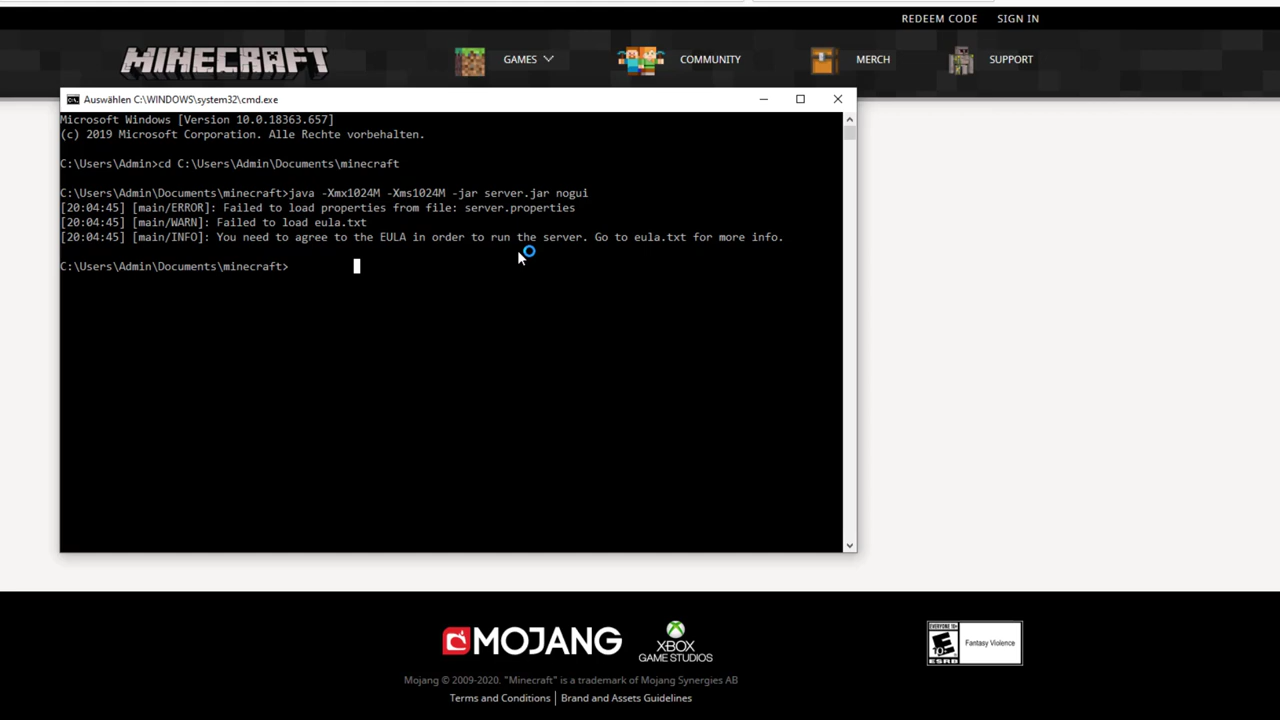 REDEEM CODE SIGN IN
MINECRAFT GAMES COMMUNITY MERCH SUPPORT
Auswählen C:\WINDOWS\system32\cmd.exe
Microsoft Windows [Version 10.0.18363.657]
(c) 2019 Microsoft Corporation. Alle Rechte vorbehalten.
C:\Users\Admin>cd C:\Users\Admin\Documents\minecraft
C:\Users\Admin\Documents\minecraft>java -Xmx1024M -Xms1024M -jar server.jar nogui
[20:04:45] [main/ERROR]: Failed to load properties from file: server.properties
[20:04:45] [main/WARN]: Failed to load eula.txt
[20:04:45] [main/INFO]: You need to agree to the EULA in order to run the server. Go to eula.txt for more info.
C:\Users\Admin\Documents\minecraft>
MOJANG
XBOX
GAME STUDIOS
EVERYONE 10+
E 10+
ESRB
Fantasy Violence
Mojang © 2009-2020. "Minecraft" is a trademark of Mojang Synergies AB
Terms and Conditions | Brand and Assets Guidelines